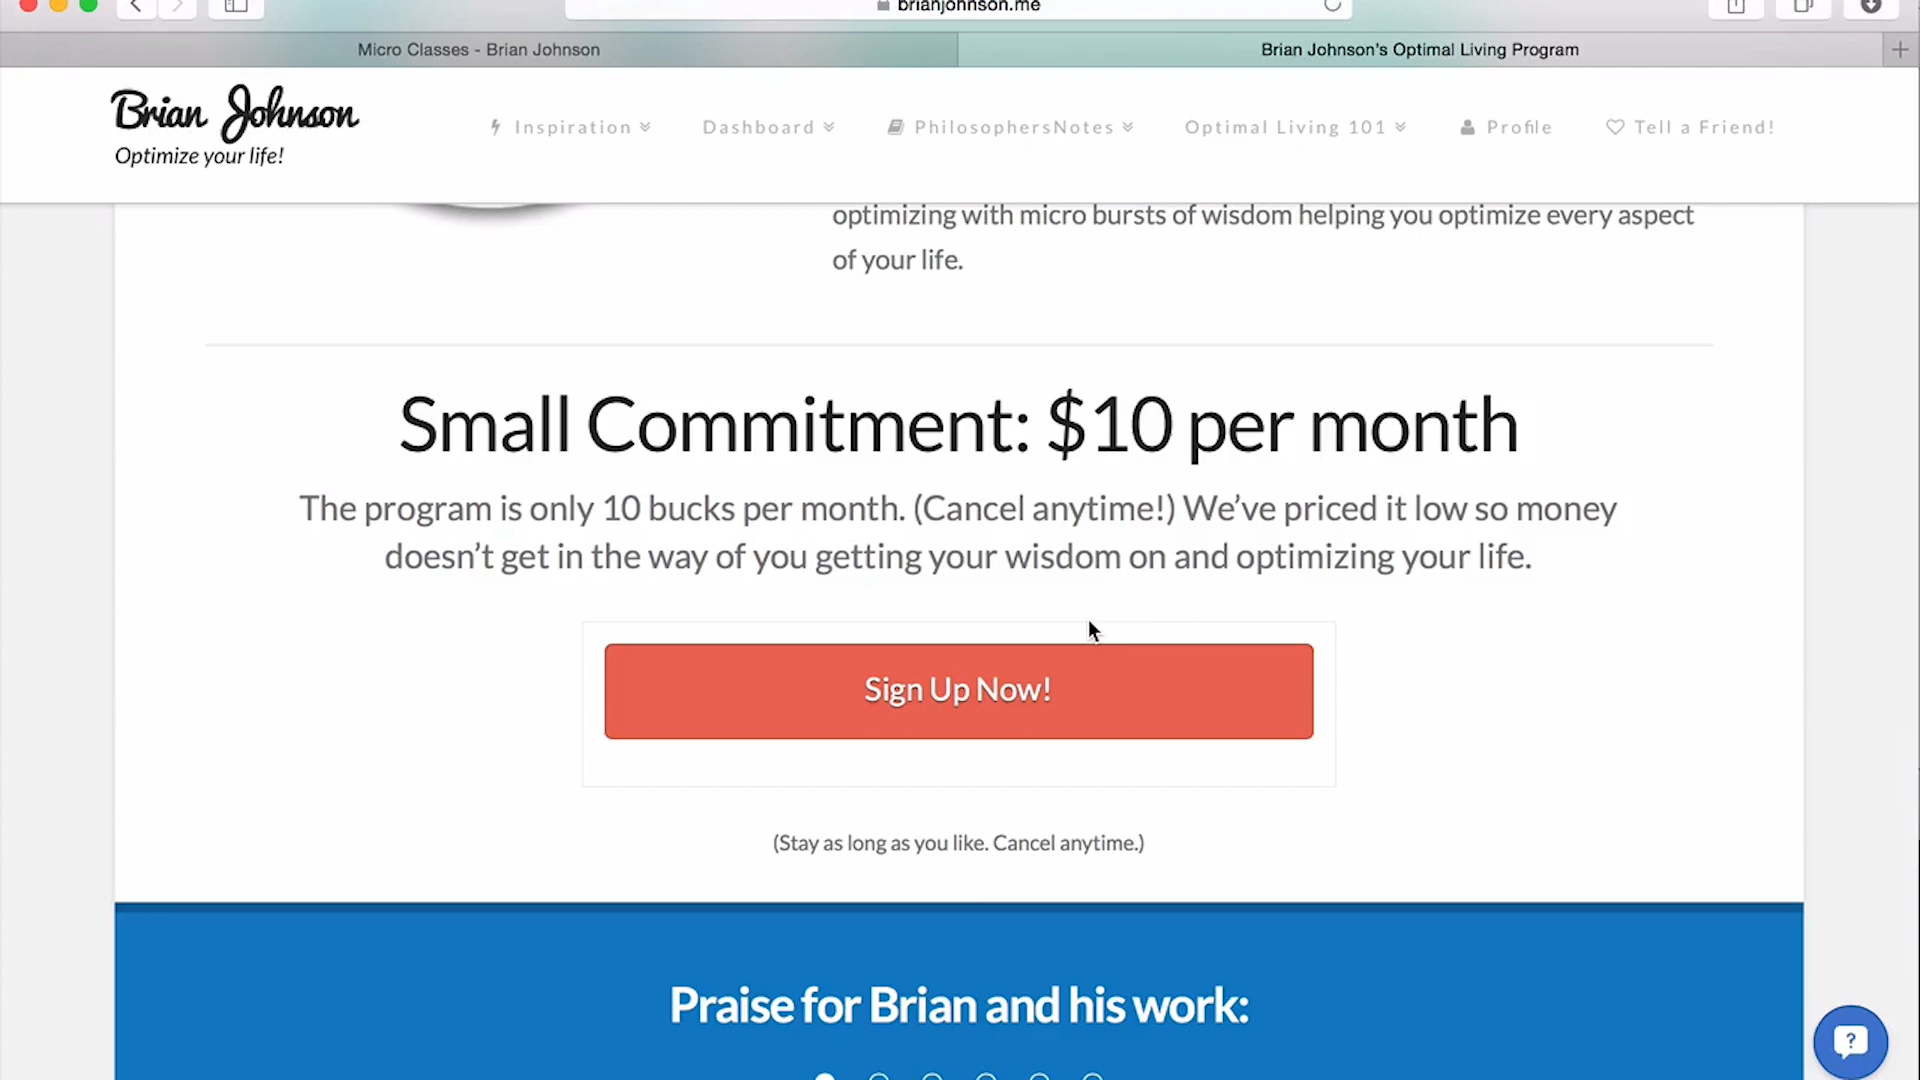 brianjohnson.me
Micro Classes - Brian Johnson
Brian Johnson's Optimal Living Program
Brian Johnson
Optimize your life!
Inspiration
Dashboard
PhilosophersNotes
Optimal Living 101
Profile
Tell a Friend!
optimizing with micro bursts of wisdom helping you optimize every aspect
of your life.
Small Commitment: $10 per month
The program is only 10 bucks per month. (Cancel anytime!) We’ve priced it low so money
doesn’t get in the way of you getting your wisdom on and optimizing your life.
Sign Up Now!
(Stay as long as you like. Cancel anytime.)
Praise for Brian and his work:
?